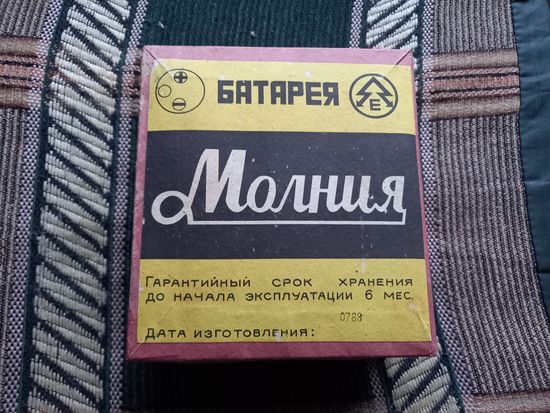 БАТАРЕЯ Е
Молния
Гарантийный срок хранения
до начала эксплуатации 6 мес.
0788
Дата изготовления: